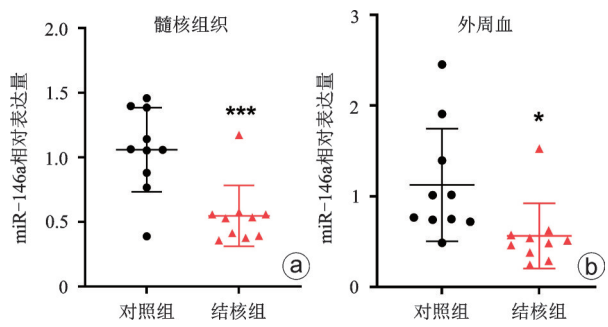 髓核组织
miR-146a相对表达量
2.0
1.5
1.0
0.5
0.0
***
对照组
结核组
a
外周血
miR-146a相对表达量
3
2
1
0
*
对照组
结核组
b